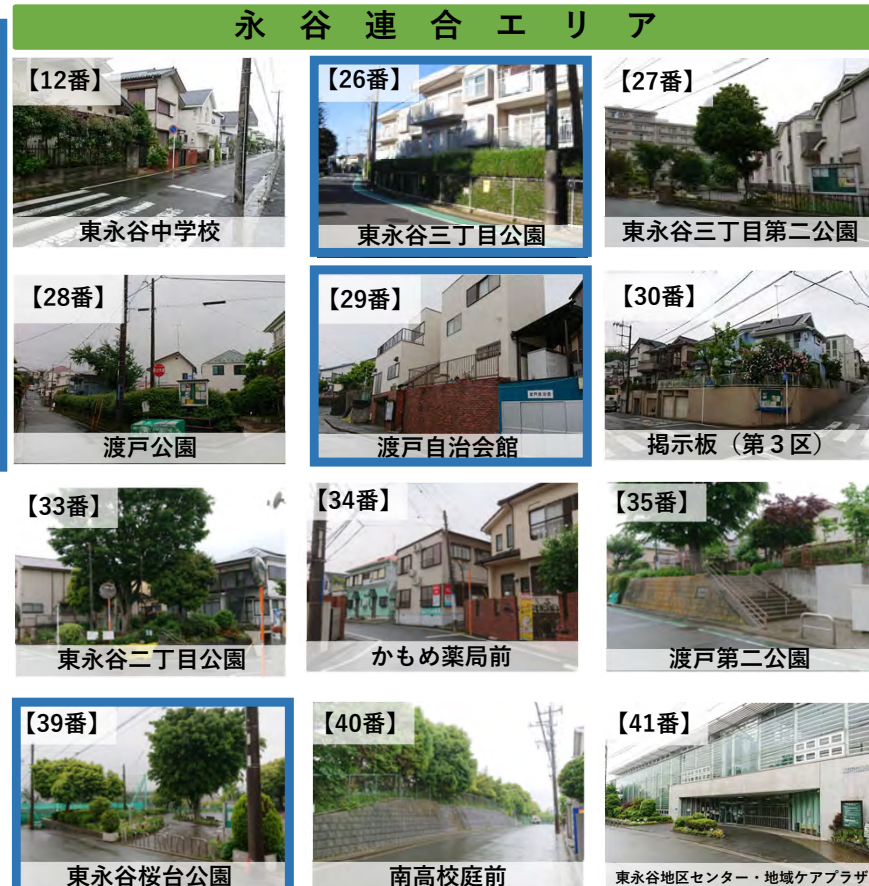 永谷連合エリア
【12番】
東永谷中学校
【26番】
東永谷三丁目公園
【27番】
東永谷三丁目第二公園
【28番】
渡戸公園
【29番】
渡戸自治会館
【30番】
掲示板（第３区）
【33番】
東永谷二丁目公園
【34番】
かもめ薬局前
【35番】
渡戸第二公園
【39番】
東永谷桜台公園
【40番】
南高校庭前
【41番】
東永谷地区センター・地域ケアプラザ